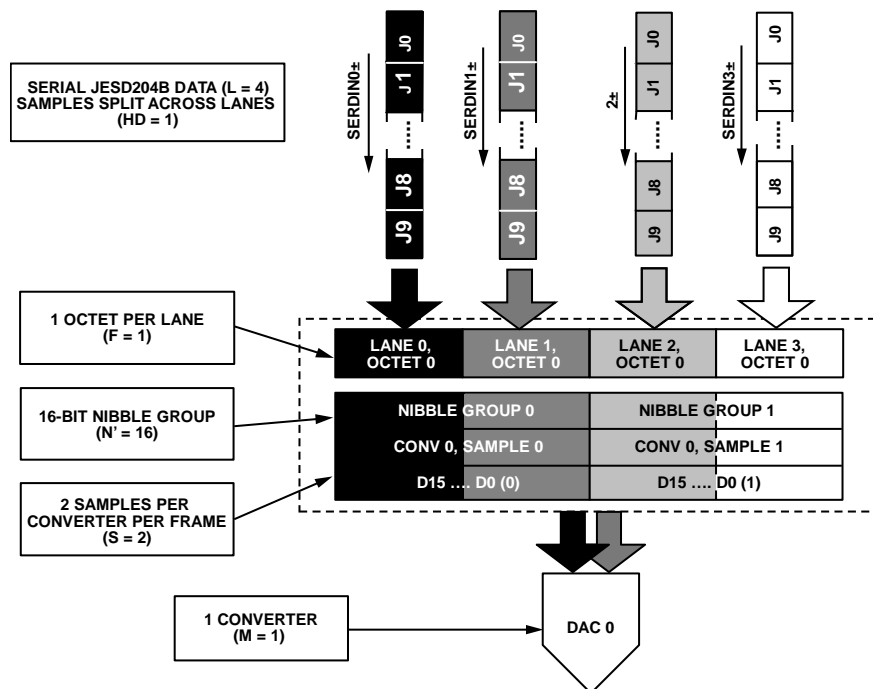 SERIAL JESD204B DATA (L = 4)
SAMPLES SPLIT ACROSS LANES
(HD = 1)
SERDIN0±
J0
J1
......
J8
J9
SERDIN1±
J0
J1
......
J8
J9
2±
J0
J1
......
J8
J9
SERDIN3±
J0
J1
......
J8
J9
1 OCTET PER LANE
(F = 1)
LANE 0,
OCTET 0
LANE 1,
OCTET 0
LANE 2,
OCTET 0
LANE 3,
OCTET 0
16-BIT NIBBLE GROUP
(N’ = 16)
NIBBLE GROUP 0
NIBBLE GROUP 1
CONV 0, SAMPLE 0
CONV 0, SAMPLE 1
D15 …. D0 (0)
D15 …. D0 (1)
2 SAMPLES PER
CONVERTER PER FRAME
(S = 2)
1 CONVERTER
(M = 1)
DAC 0